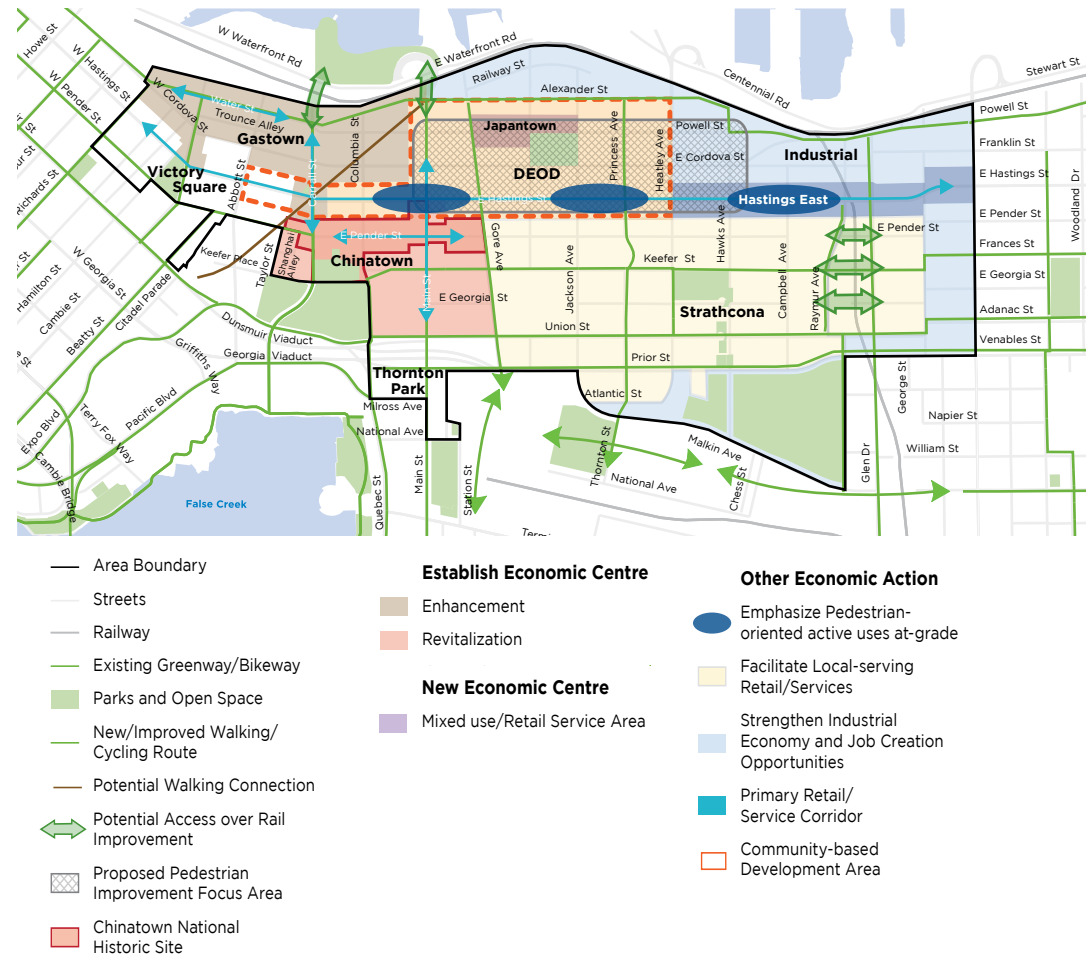 Howe St
W Hastings St
W Pender St
Richards St
W Waterfront Rd
E Waterfront Rd
Railway St
Alexander St
Centennial Rd
Stewart St
Powell St
Franklin St
E Hastings St
E Pender St
Frances St
E Georgia St
Adanac St
Venables St
Woodland Dr
W Cordova St
Water St
Trounce Alley
Gastown
Columbia St
Japantown
Princess Ave
Heatley Ave
Powell St
E Cordova St
Industrial
DEOD
Victory
Square
Abbott St
E Hastings St
Hastings East
E Pender St
E Pender St
Chinatown
Keefer Place
Taylor St
Shanghai
Alley
Gore Ave
Main St
Keefer St
Hawks Ave
Jackson Ave
Campbell Ave
Raymur Ave
E Georgia St
Strathcona
Union St
Prior St
W Georgia St
Hamilton St
Cambie St
Beatty St
Citadel Parade
Dunsmuir Viaduct
Georgia Viaduct
Griffiths Way
Pacific Blvd
Expo Blvd
Terry Fox Way
Cambie Bridge
Thornton
Park
Milross Ave
National Ave
Atlantic St
Malkin Ave
Thornton St
National Ave
Chess St
George St
Napier St
William St
Glen Dr
Quebec St
Main St
Station St
False Creek
Area Boundary
Streets
Railway
Existing Greenway/Bikeway
Parks and Open Space
New/Improved Walking/
Cycling Route
Potential Walking Connection
Potential Access over Rail
Improvement
Proposed Pedestrian
Improvement Focus Area
Chinatown National
Historic Site
Establish Economic Centre
Enhancement
Revitalization
New Economic Centre
Mixed use/Retail Service Area
Other Economic Action
Emphasize Pedestrian-
oriented active uses at-grade
Facilitate Local-serving
Retail/Services
Strengthen Industrial
Economy and Job Creation
Opportunities
Primary Retail/
Service Corridor
Community-based
Development Area